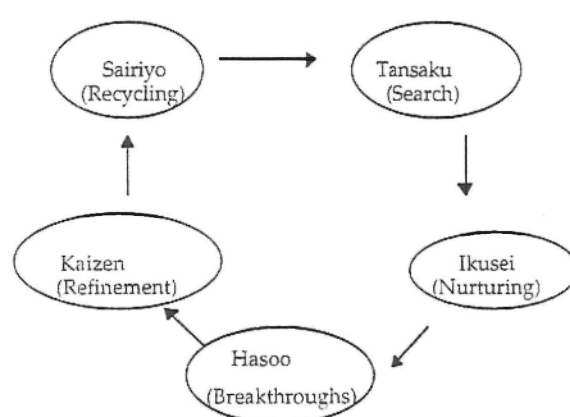 Sairiyo
(Recycling)
Tansaku
(Search)
Ikusei
(Nurturing)
Hasoo
(Breakthroughs)
Kaizen
(Refinement)